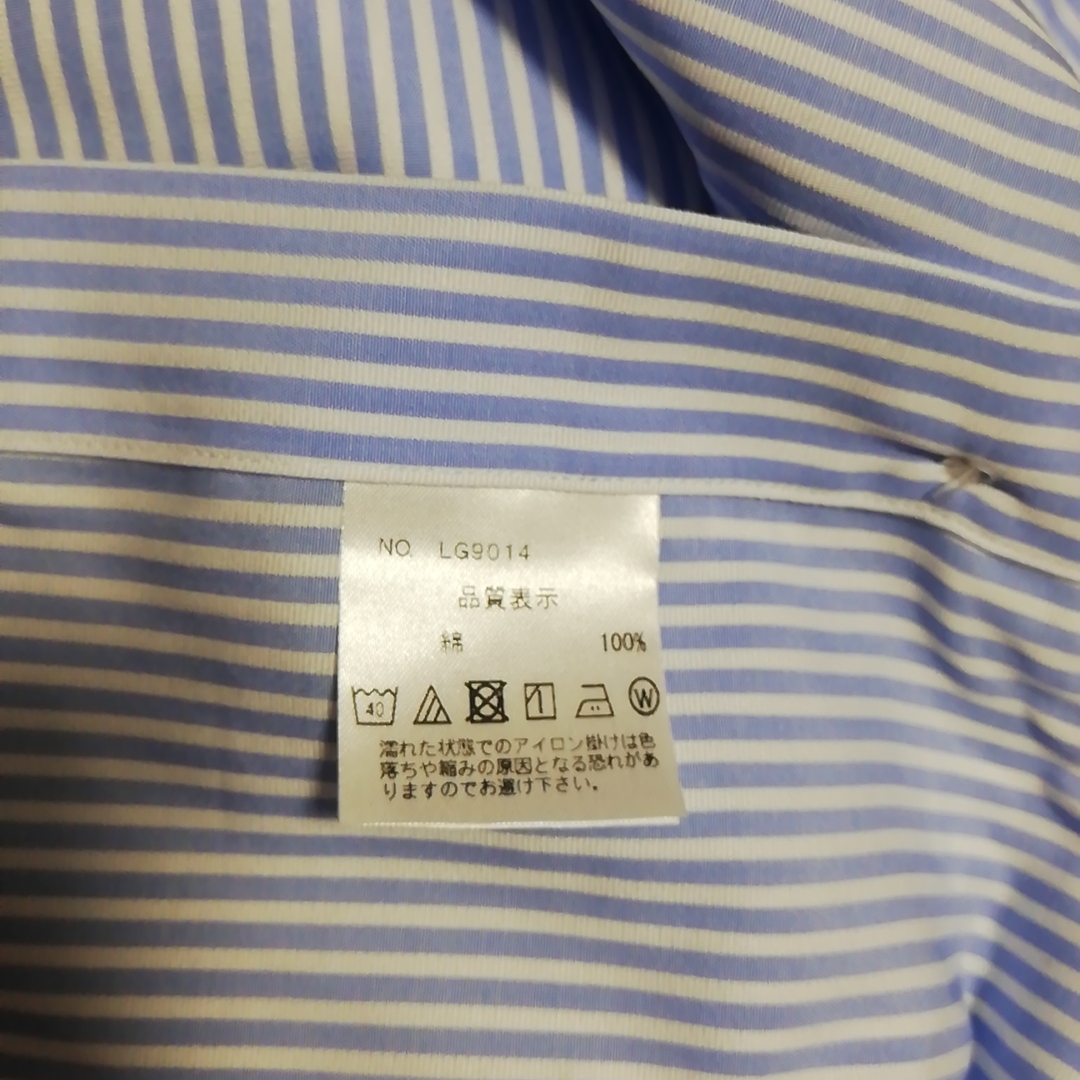 NO. LG9014
品質表示
綿 100%
40 W
濡れた状態でのアイロン掛けは色
落ちや縮みの原因となる恐れがあ
りますのでお避け下さい。